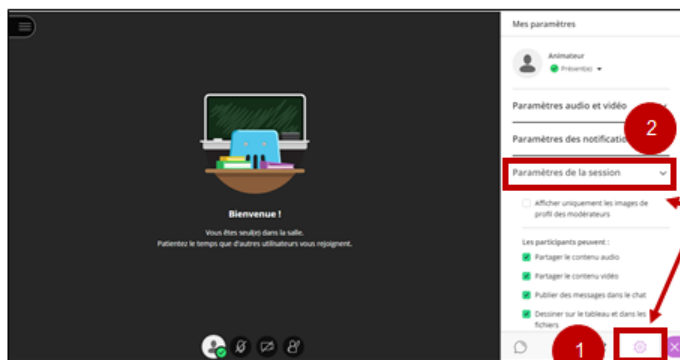 Mes paramètres
Animateur
Présent(e)
Paramètres audio et vidéo
2
Paramètres des notificatio
Paramètres de la session
Afficher uniquement les images de
profil des modérateurs
Bienvenue !
Vous êtes seul(e) dans la salle.
Patientez le temps que d'autres utilisateurs vous rejoignent.
Les participants peuvent :
Partager le contenu audio
Partager le contenu vidéo
Publier des messages dans le chat
Dessiner sur le tableau et dans les
fichiers
1